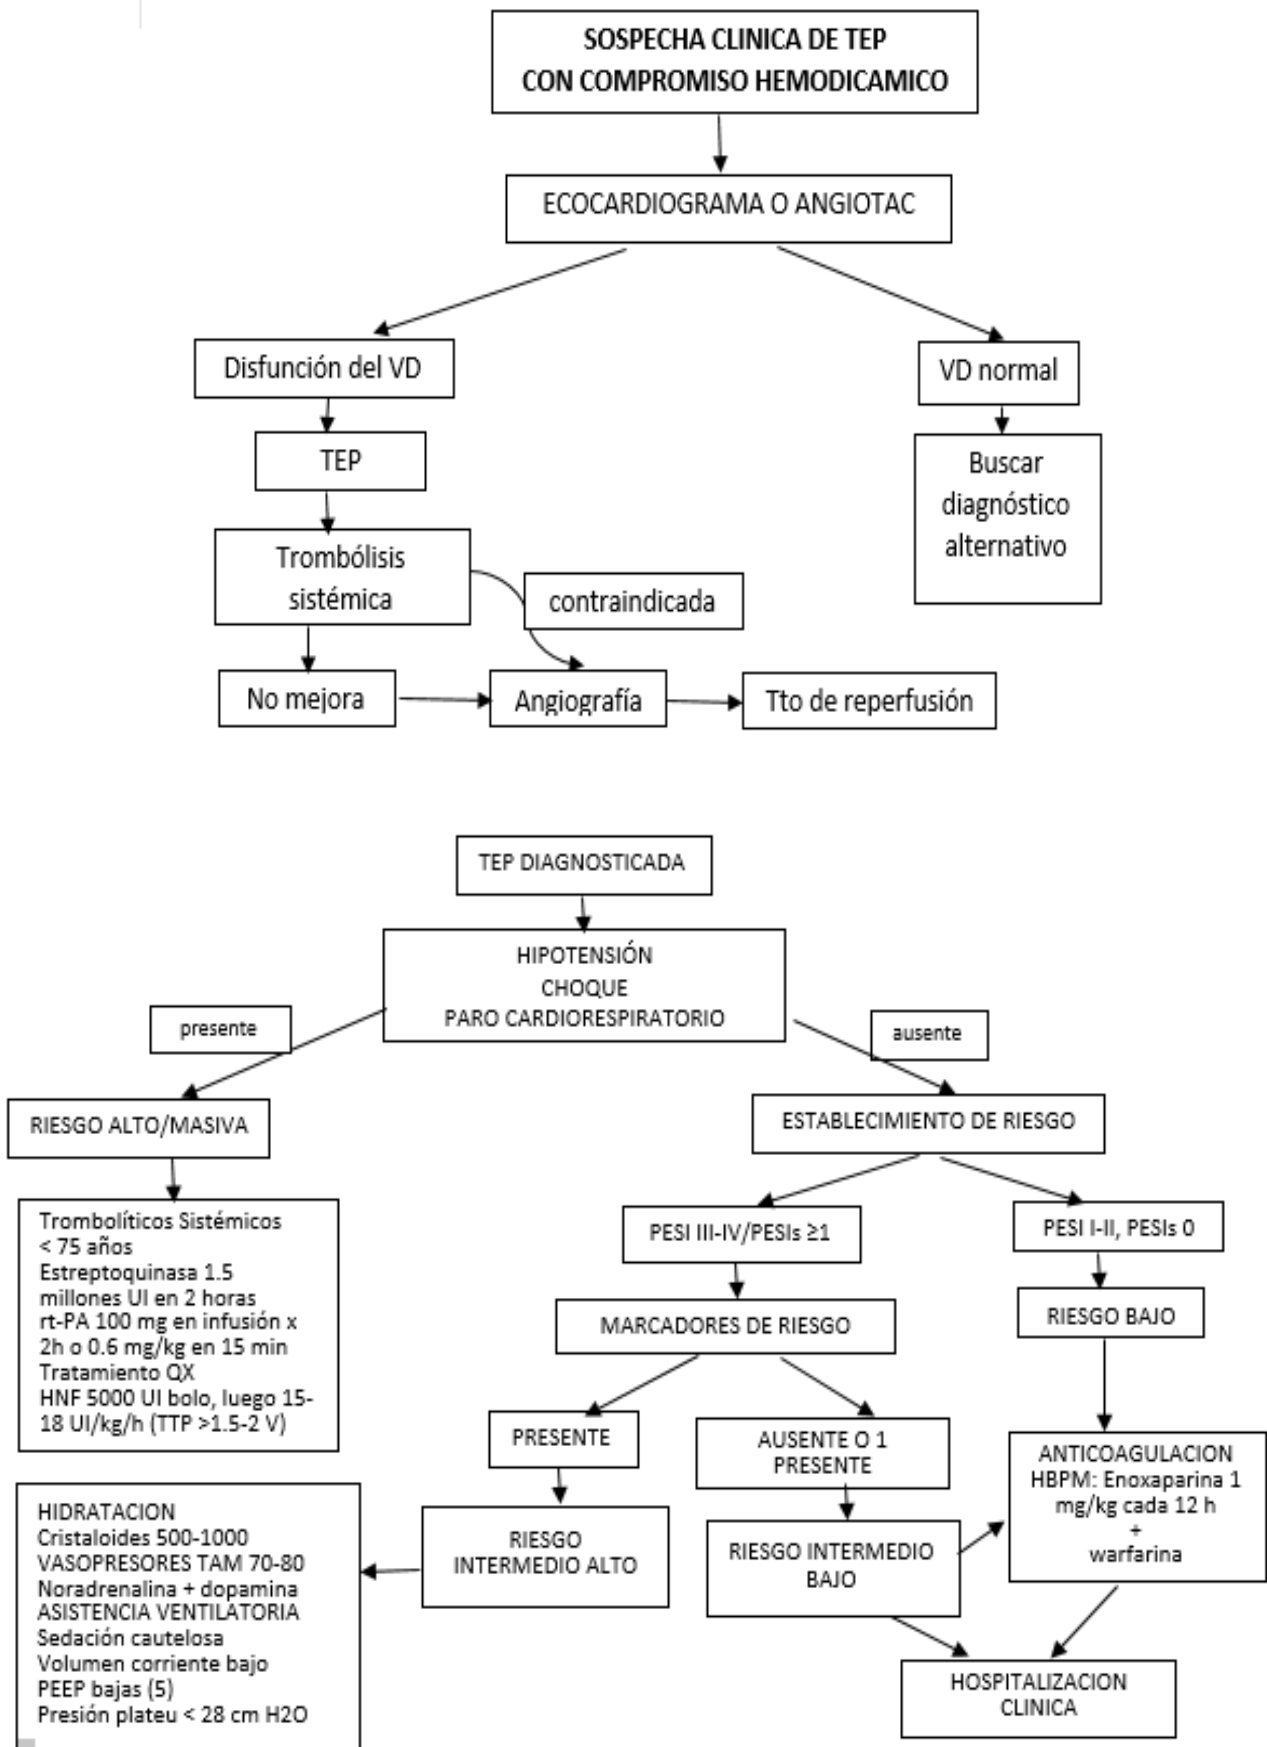 SOSPECHA CLINICA DE TEP
CON COMPROMISO HEMODICAMICO
ECOCARDIOGRAMA O ANGIOTAC
Disfunción del VD
VD normal
TEP
Buscar
diagnóstico
alternativo
Trombólisis
sistémica
contraindicada
No mejora
Angiografía
Tto de reperfusión
TEP DIAGNOSTICADA
HIPOTENSIÓN
CHOQUE
PARO CARDIORESPIRATORIO
presente
ausente
RIESGO ALTO/MASIVA
ESTABLECIMIENTO DE RIESGO
Trombolíticos Sistémicos
< 75 años
Estreptoquinasa 1.5
millones UI en 2 horas
rt-PA 100 mg en infusión x
2h o 0.6 mg/kg en 15 min
Tratamiento QX
HNF 5000 UI bolo, luego 15-
18 UI/kg/h (TTP >1.5-2 V)
PESI III-IV/PESIs ≥1
PESI I-II, PESIs 0
MARCADORES DE RIESGO
RIESGO BAJO
PRESENTE
AUSENTE O 1
PRESENTE
ANTICOAGULACION
HBPM: Enoxaparina 1
mg/kg cada 12 h
+
warfarina
HIDRATACION
Cristaloides 500-1000
VASOPRESORES TAM 70-80
Noradrenalina + dopamina
ASISTENCIA VENTILATORIA
Sedación cautelosa
Volumen corriente bajo
PEEP bajas (5)
Presión plateu < 28 cm H2O
RIESGO
INTERMEDIO ALTO
RIESGO INTERMEDIO
BAJO
HOSPITALIZACION
CLINICA